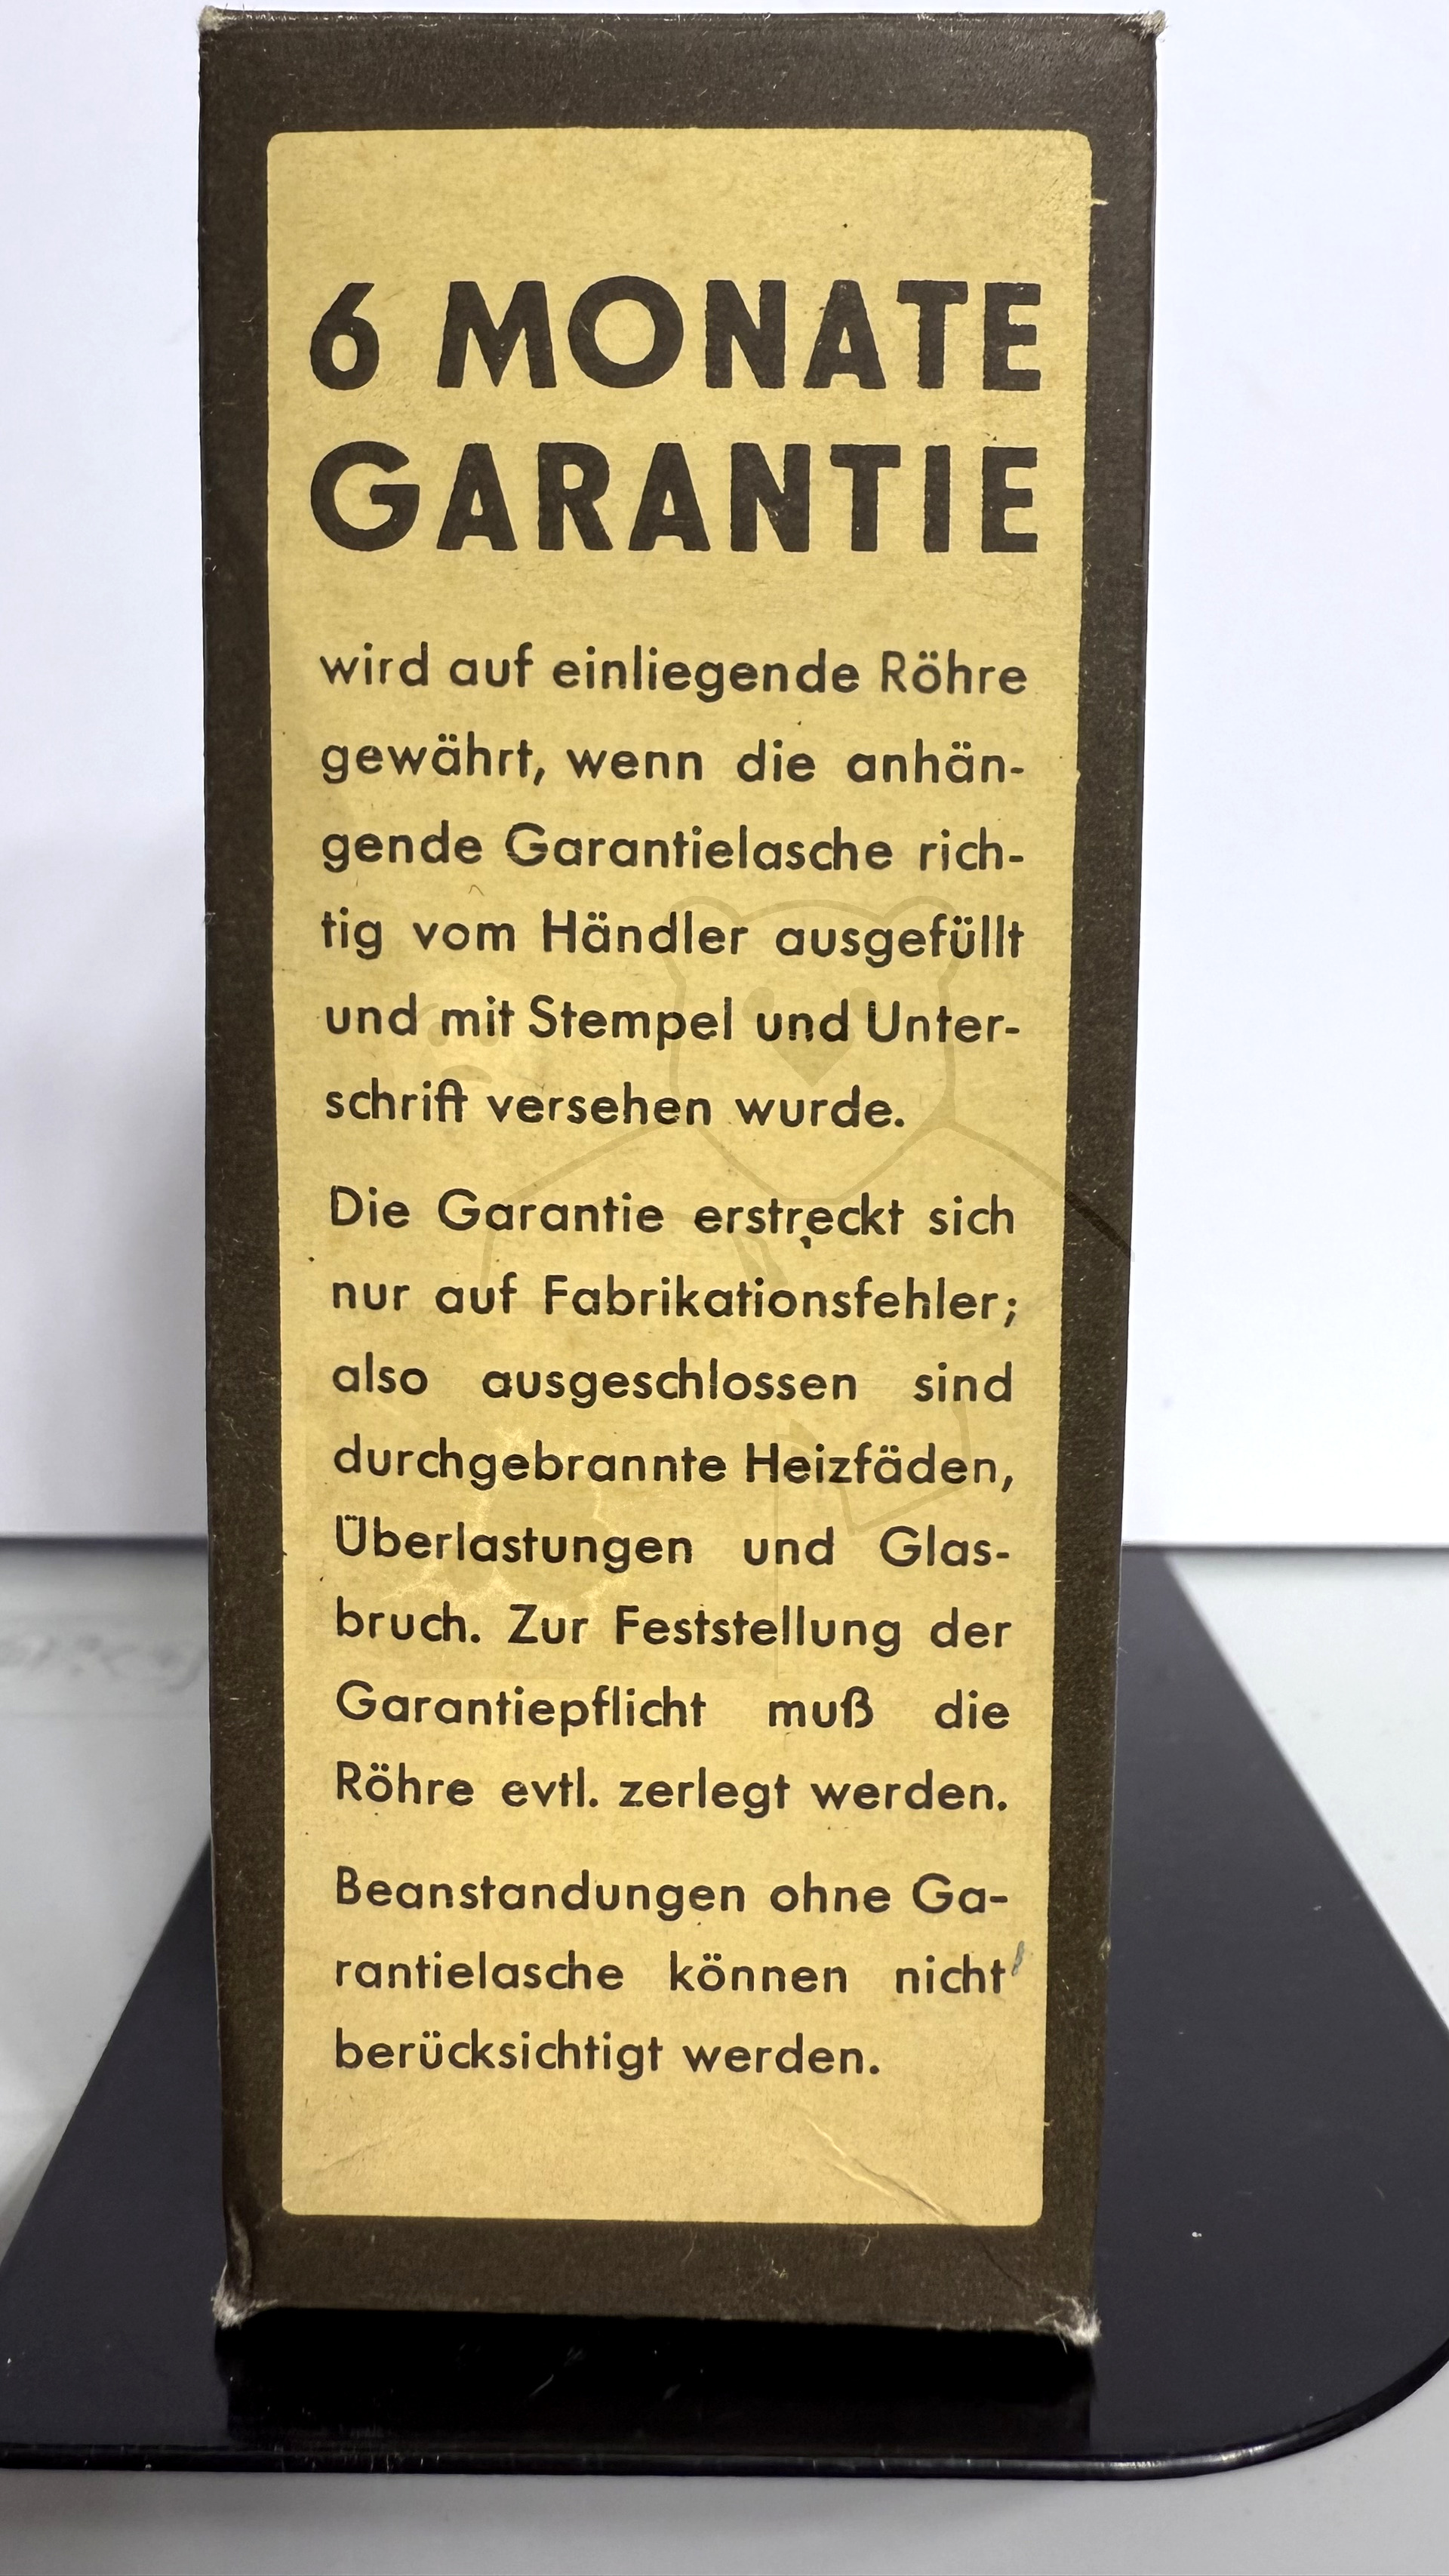 6 MONATE
GARANTIE
wird auf einliegende Röhre
gewährt, wenn die anhän-
gende Garantielasche rich-
tig vom Händler ausgefüllt
und mit Stempel und Unter-
schrift versehen wurde.
Die Garantie erstreckt sich
nur auf Fabrikationsfehler;
also ausgeschlossen sind
durchgebrannte Heizfäden,
Überlastungen und Glas-
bruch. Zur Feststellung der
Garantiepflicht muß die
Röhre evtl. zerlegt werden.
Beanstandungen ohne Ga-
rantielasche können nicht
berücksichtigt werden.